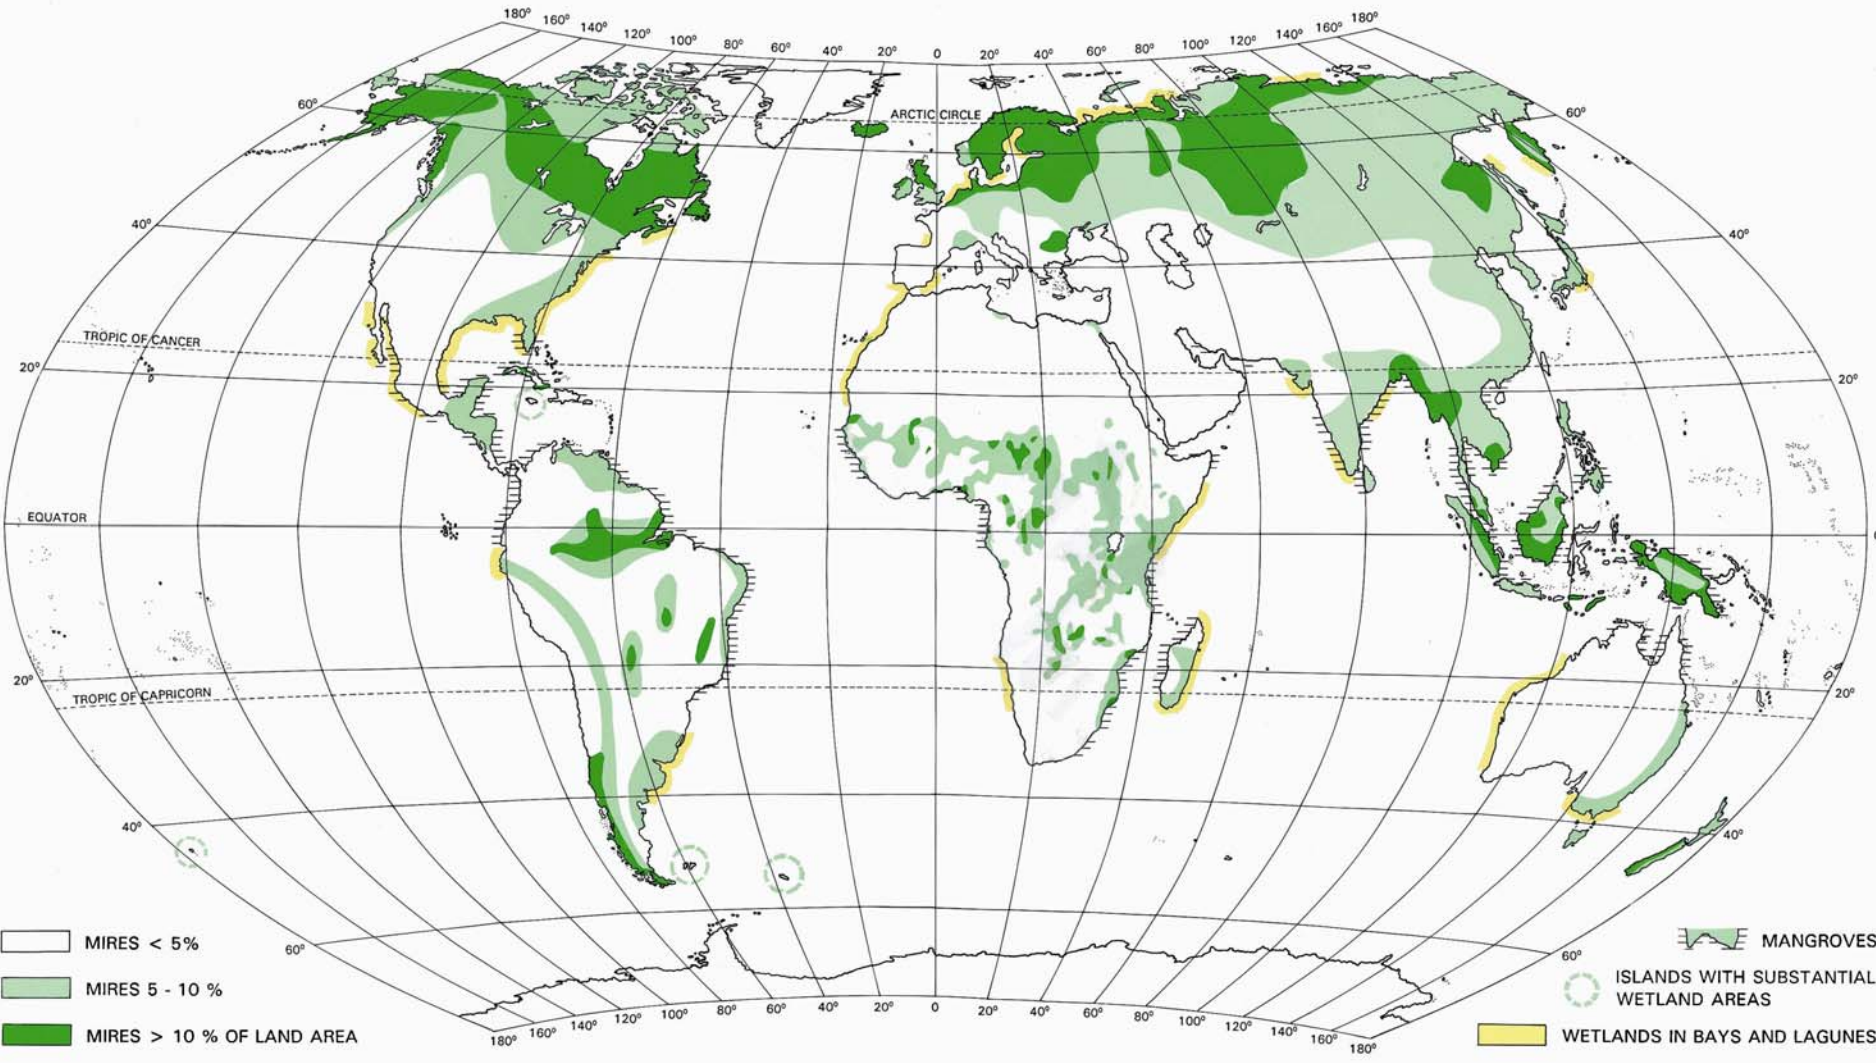 180° 160° 140° 120° 100° 80° 60° 40° 20° 0 20° 40° 60° 80° 100° 120° 140° 160° 180°
60° ARCTIC CIRCLE 60°
40° 40°
TROPIC OF CANCER
20° 20°
EQUATOR 0
20° 20°
TROPIC OF CAPRICORN
40° 40°
60° 60°
180° 160° 140° 120° 100° 80° 60° 40° 20° 0 20° 40° 60° 80° 100° 120° 140° 160° 180°
MIRES < 5%
MIRES 5 - 10 %
MIRES > 10 % OF LAND AREA
MANGROVES
ISLANDS WITH SUBSTANTIAL
WETLAND AREAS
WETLANDS IN BAYS AND LAGUNES